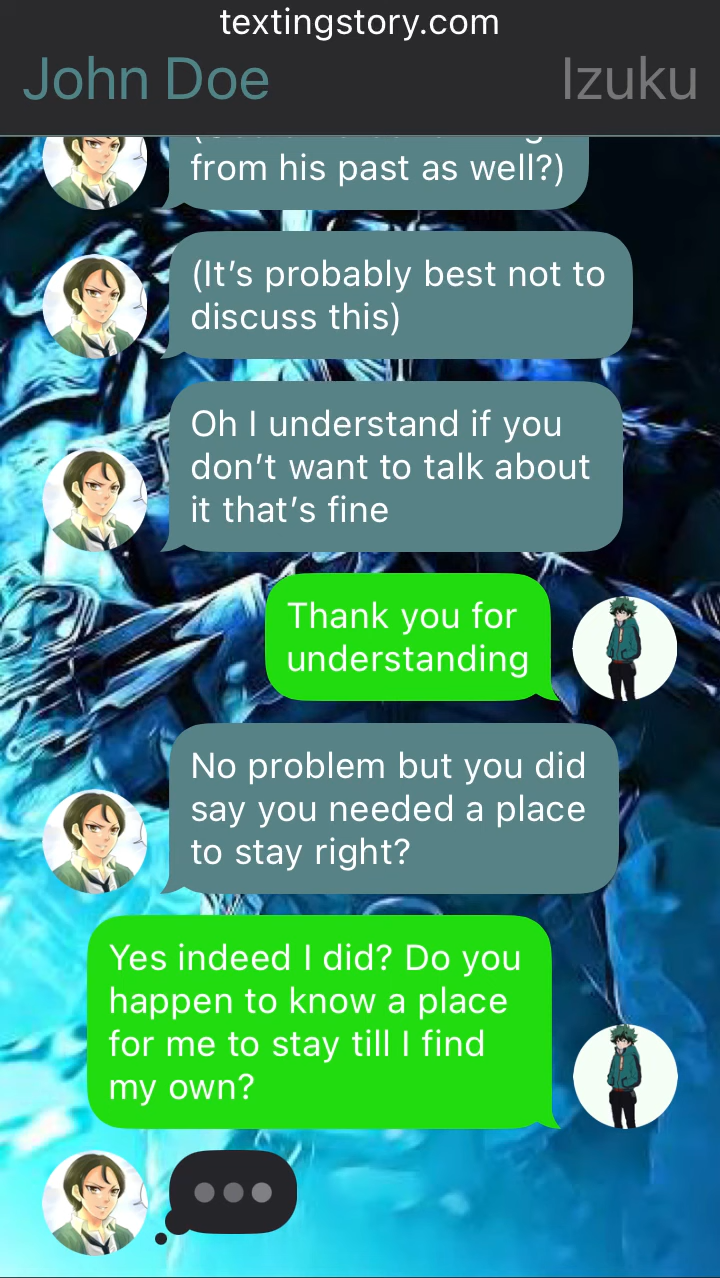 textingstory.com
John Doe
Izuku
from his past as well?)
(It’s probably best not to
discuss this)
Oh I understand if you
don’t want to talk about
it that’s fine
Thank you for
understanding
No problem but you did
say you needed a place
to stay right?
Yes indeed I did? Do you
happen to know a place
for me to stay till I find
my own?